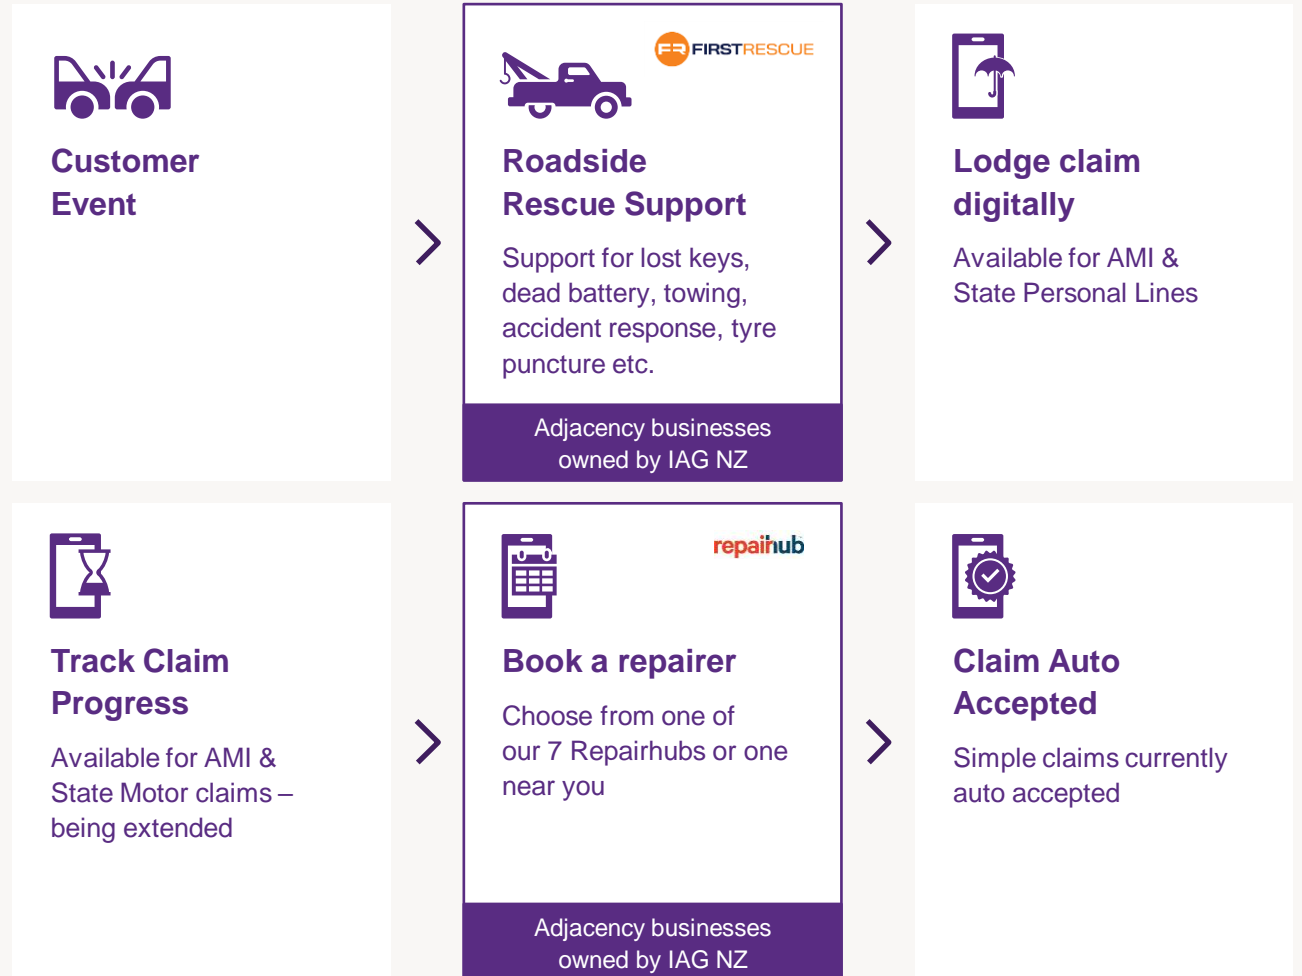 Customer
Event
FR FIRSTRESCUE
Roadside
Rescue Support
Support for lost keys,
dead battery, towing,
accident response, tyre
puncture etc.
Adjacency businesses
owned by IAG NZ
Lodge claim
digitally
Available for AMI &
State Personal Lines
Track Claim
Progress
Available for AMI &
State Motor claims –
being extended
repairhub
Book a repairer
Choose from one of
our 7 Repairhubs or one
near you
Adjacency businesses
owned by IAG NZ
Claim Auto
Accepted
Simple claims currently
auto accepted